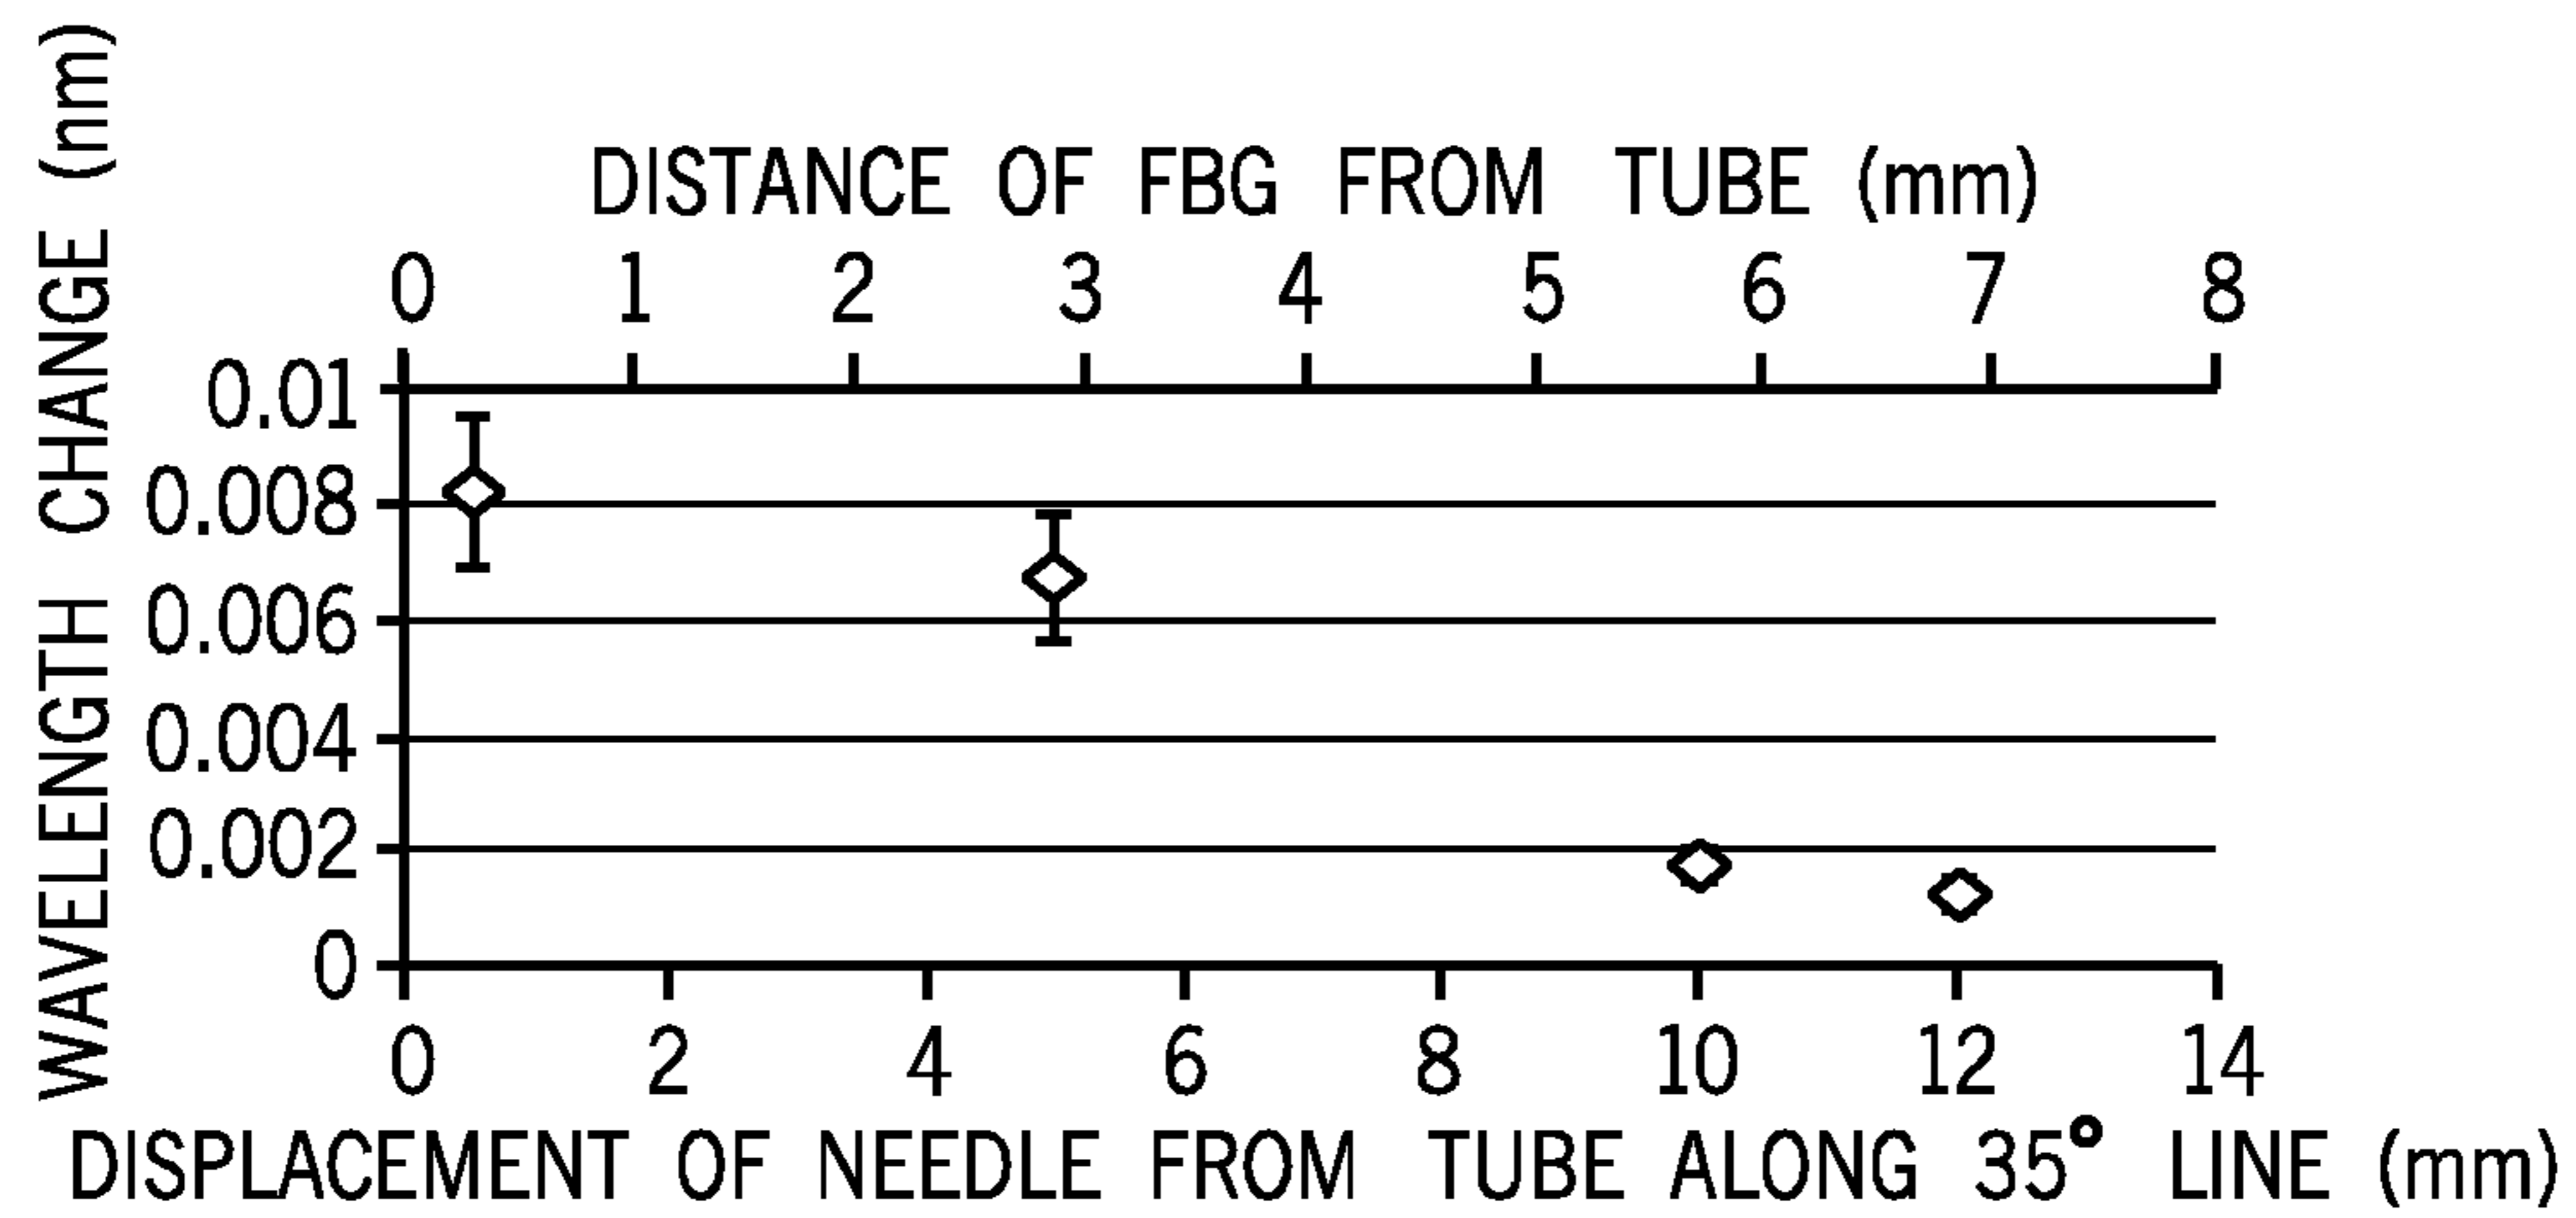 WAVELENGTH CHANGE (nm)
DISTANCE OF FBG FROM TUBE (mm)
0 1 2 3 4 5 6 7 8
0.01
0.008
0.006
0.004
0.002
0
0 2 4 6 8 10 12 14
DISPLACEMENT OF NEEDLE FROM TUBE ALONG 35° LINE (mm)